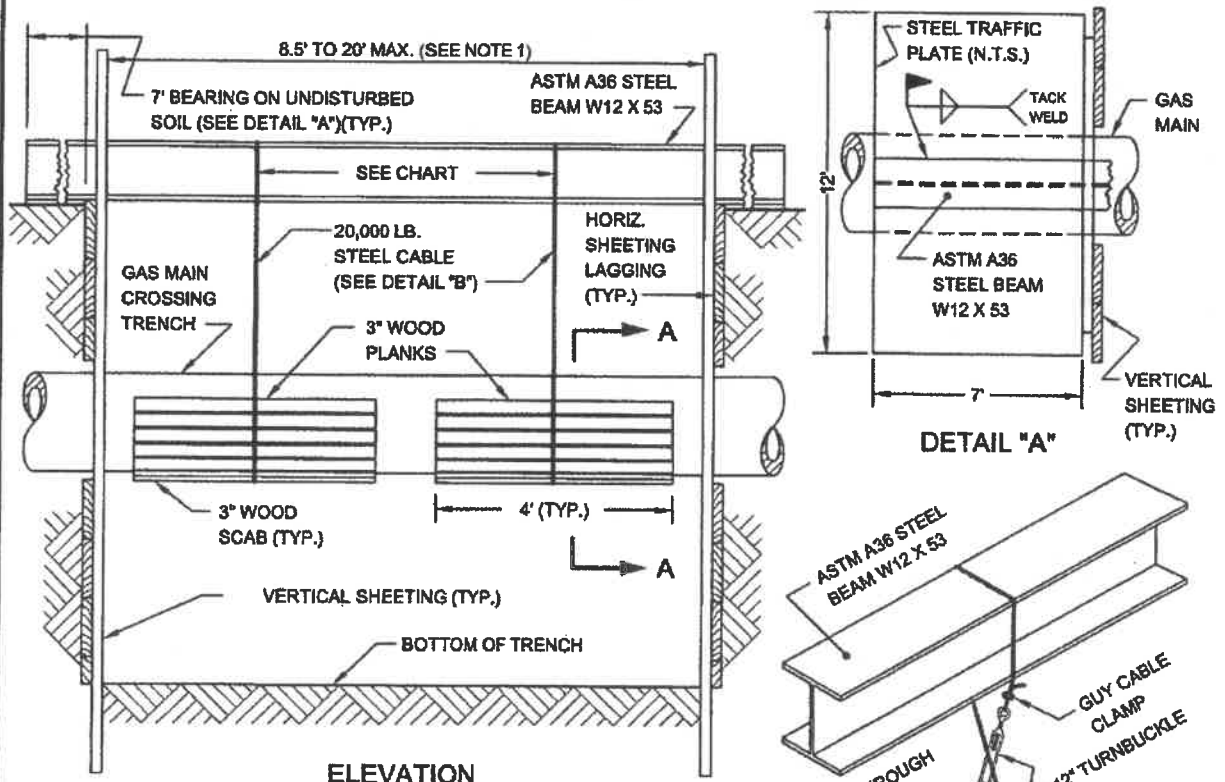 8.5' TO 20' MAX. (SEE NOTE 1)
7' BEARING ON UNDISTURBED
SOIL (SEE DETAIL "A")(TYP.)
ASTM A36 STEEL
BEAM W12 X 53
SEE CHART
20,000 LB.
STEEL CABLE
(SEE DETAIL "B")
HORIZ.
SHEETING
LAGGING
(TYP.)
GAS MAIN
CROSSING
TRENCH
3" WOOD
PLANKS
A
3" WOOD
SCAB (TYP.)
4' (TYP.)
A
VERTICAL SHEETING (TYP.)
BOTTOM OF TRENCH
ELEVATION
STEEL TRAFFIC
PLATE (N.T.S.)
TACK
WELD
GAS
MAIN
12'
ASTM A36
STEEL BEAM
W12 X 53
7'
VERTICAL
SHEETING
(TYP.)
DETAIL "A"
ASTM A36 STEEL
BEAM W12 X 53
GUY CABLE
CLAMP
12" TURNBUCKLE